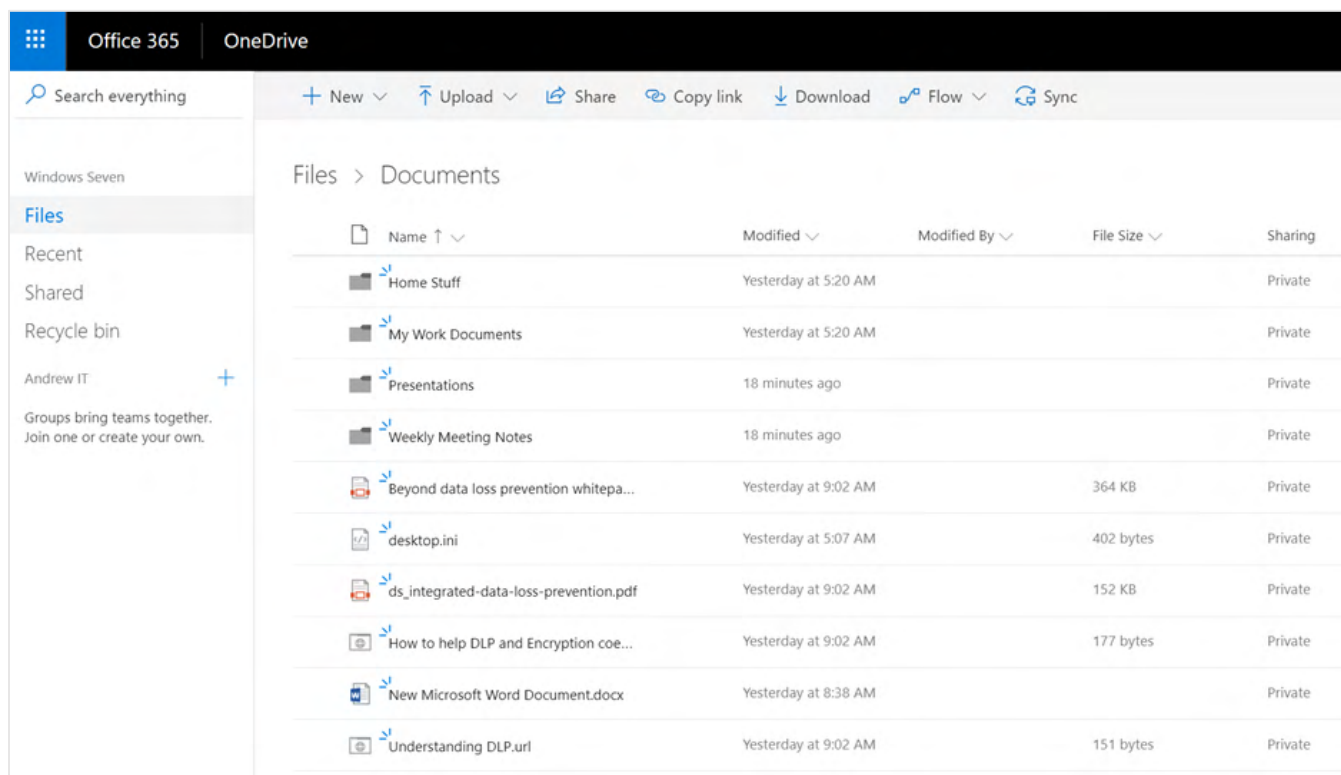 Office 365 OneDrive
Search everything
New Upload Share Copy link Download Flow Sync
Windows Seven
Files
Recent
Shared
Recycle bin
Andrew IT
Groups bring teams together.
Join one or create your own.
Files > Documents
Name ↑ Modified Modified By File Size Sharing
Home Stuff Yesterday at 5:20 AM Private
My Work Documents Yesterday at 5:20 AM Private
Presentations 18 minutes ago Private
Weekly Meeting Notes 18 minutes ago Private
Beyond data loss prevention whitepa... Yesterday at 9:02 AM 364 KB Private
desktop.ini Yesterday at 5:07 AM 402 bytes Private
ds_integrated-data-loss-prevention.pdf Yesterday at 9:02 AM 152 KB Private
How to help DLP and Encryption coe... Yesterday at 9:02 AM 177 bytes Private
New Microsoft Word Document.docx Yesterday at 8:38 AM Private
Understanding DLP.url Yesterday at 9:02 AM 151 bytes Private